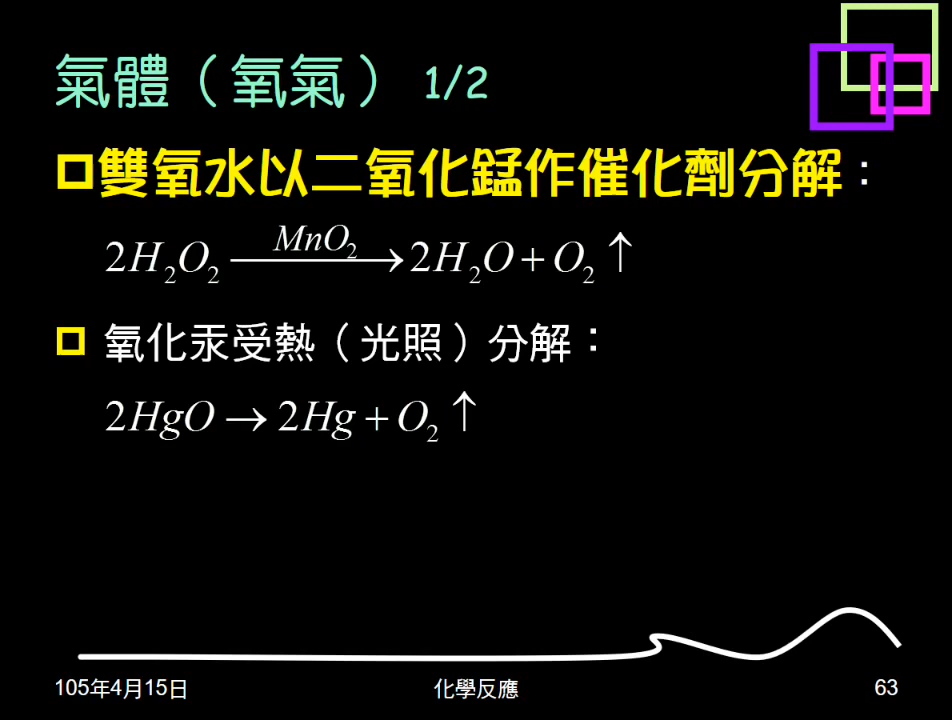 氣體（氧氣）1/2
雙氧水以二氧化錳作催化劑分解：
2H₂O₂ —MnO₂→ 2H₂O + O₂ ↑
氧化汞受熱（光照）分解：
2HgO → 2Hg + O₂ ↑
105年4月15日 化學反應 63